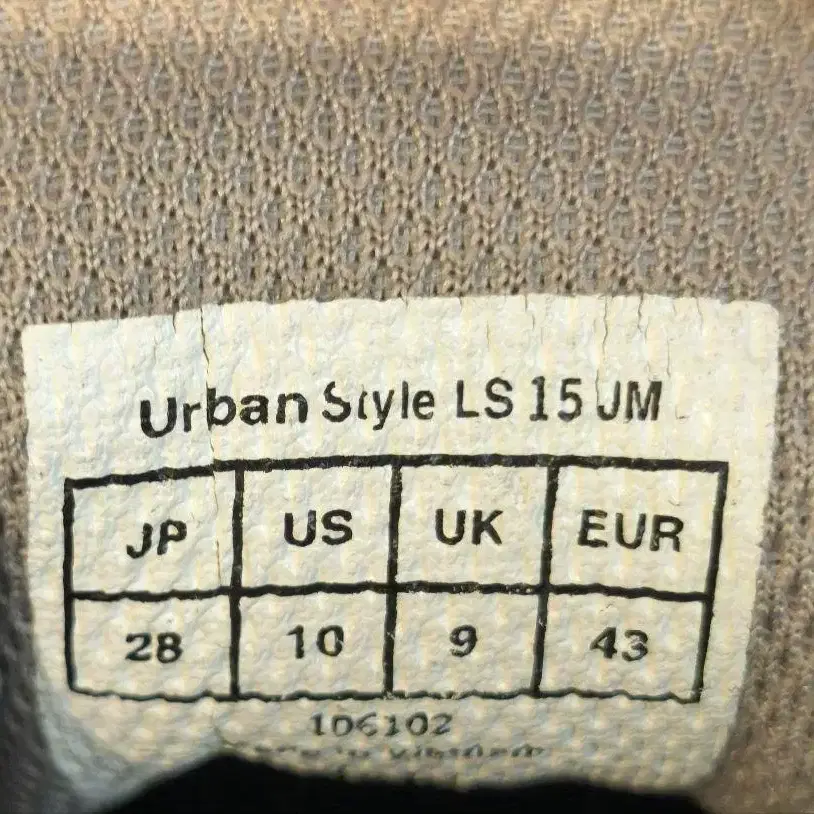 Urban Style LS 15 JM
JP US UK EUR
28 10 9 43
106102